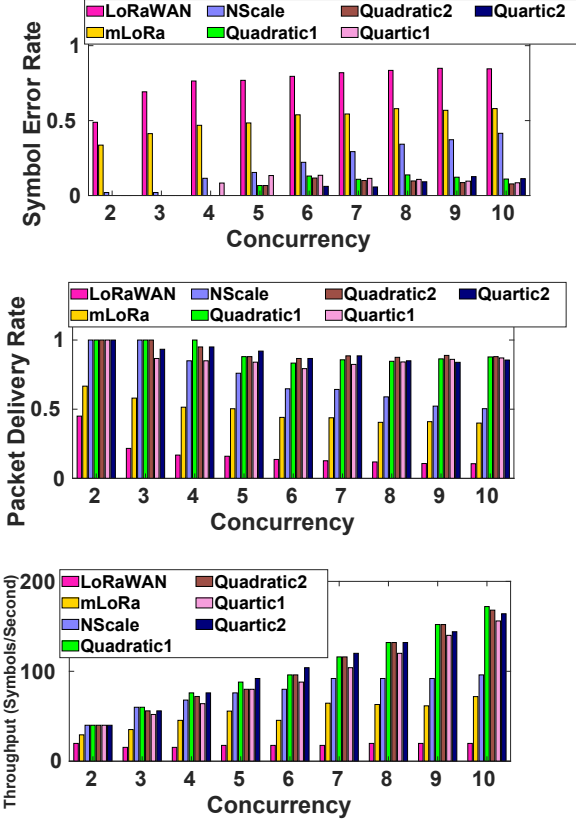 LoRaWAN NScale Quadratic2 Quartic2
mLoRa Quadratic1 Quartic1
Symbol Error Rate
1
0.5
0
2 3 4 5 6 7 8 9 10
Concurrency
LoRaWAN NScale Quadratic2 Quartic2
mLoRa Quadratic1 Quartic1
Packet Delivery Rate
1
0.5
0
2 3 4 5 6 7 8 9 10
Concurrency
LoRaWAN Quadratic2
mLoRa Quartic1
NScale Quartic2
Quadratic1
Throughput (Symbols/Second)
200
100
0
2 3 4 5 6 7 8 9 10
Concurrency